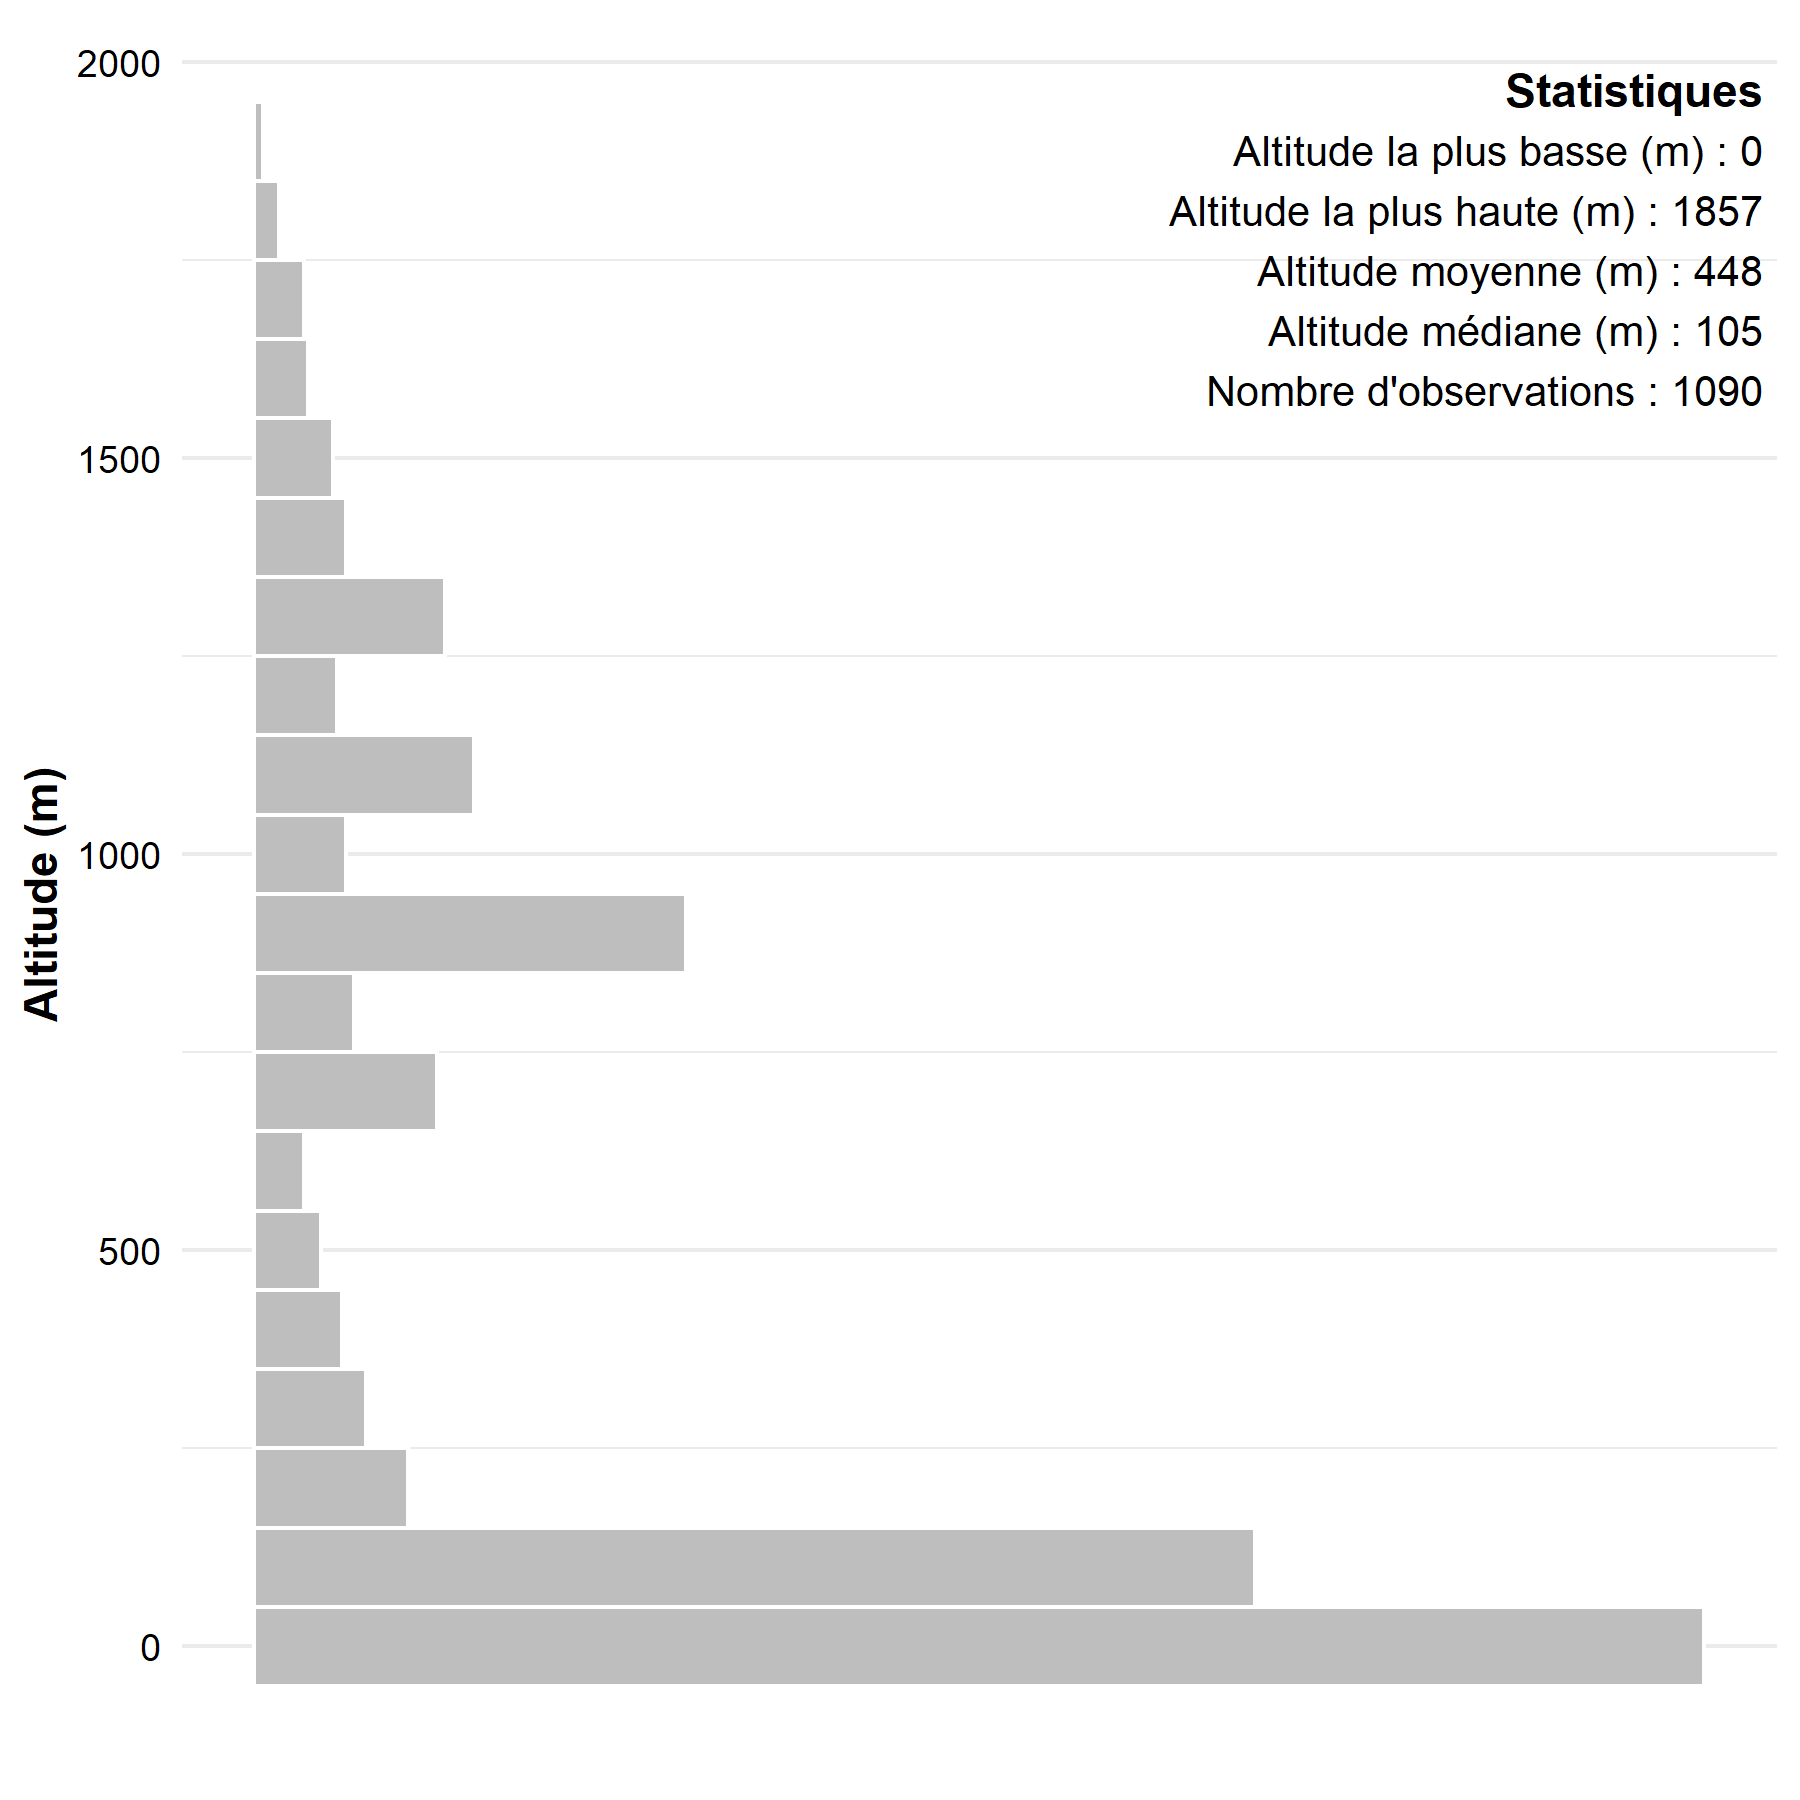 Statistiques
Altitude la plus basse (m) : 0
Altitude la plus haute (m) : 1857
Altitude moyenne (m) : 448
Altitude médiane (m) : 105
Nombre d'observations : 1090
Altitude (m)
2000
1500
1000
500
0